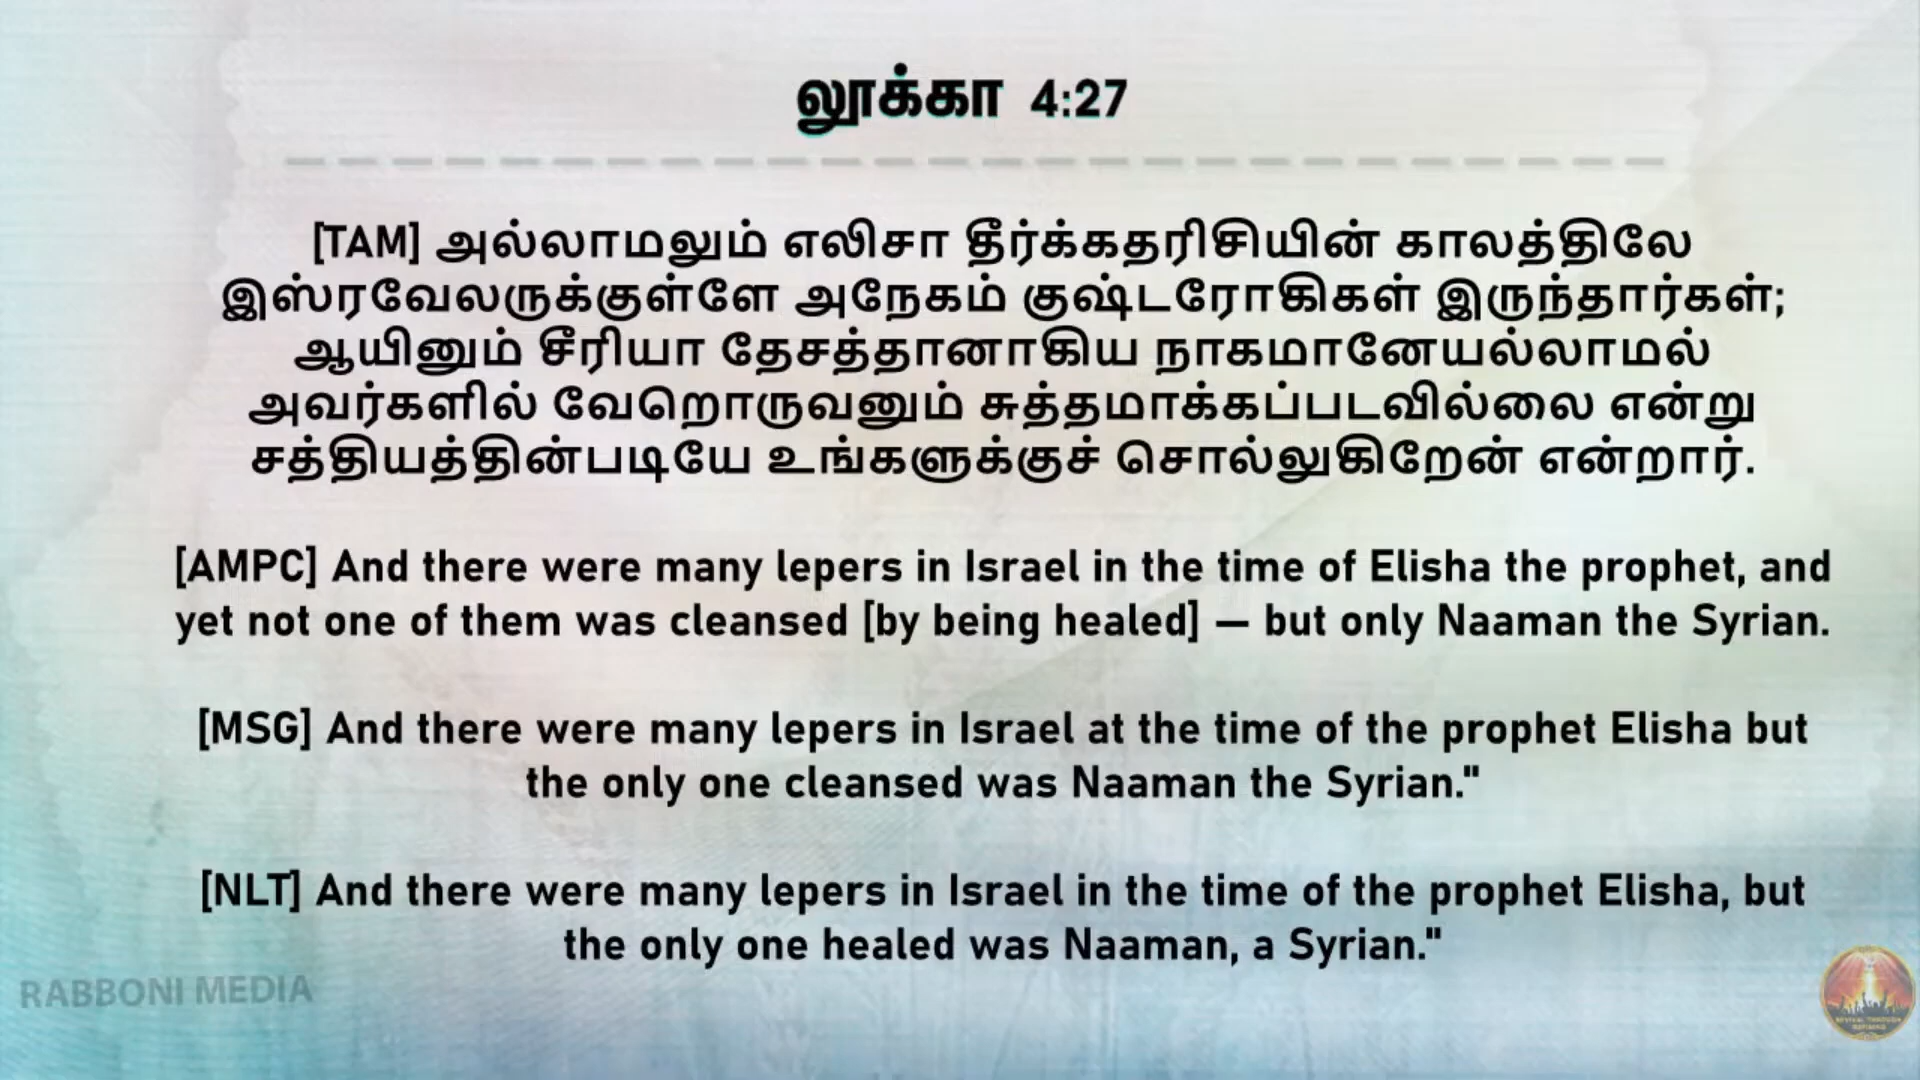 லூக்கா 4:27
[TAM] அல்லாமலும் எலிசா தீர்க்கதரிசியின் காலத்திலே
இஸ்ரவேலருக்குள்ளே அநேகம் குஷ்டரோகிகள் இருந்தார்கள்;
ஆயினும் சீரியா தேசத்தானாகிய நாகமானேயல்லாமல்
அவர்களில் வேறொருவனும் சுத்தமாக்கப்படவில்லை என்று
சத்தியத்தின்படியே உங்களுக்குச் சொல்லுகிறேன் என்றார்.
[AMPC] And there were many lepers in Israel in the time of Elisha the prophet, and
yet not one of them was cleansed [by being healed] — but only Naaman the Syrian.
[MSG] And there were many lepers in Israel at the time of the prophet Elisha but
the only one cleansed was Naaman the Syrian."
[NLT] And there were many lepers in Israel in the time of the prophet Elisha, but
the only one healed was Naaman, a Syrian."
RABBONI MEDIA